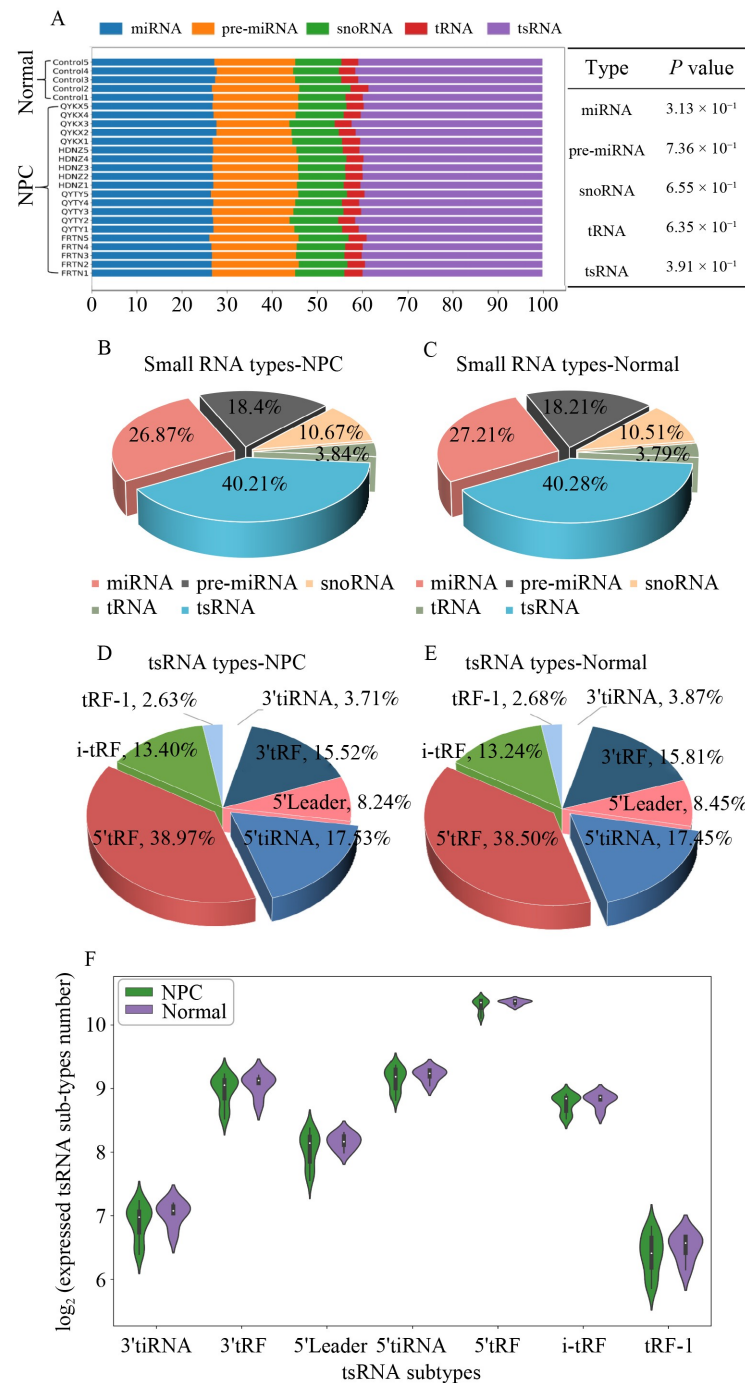 A
miRNA pre-miRNA snoRNA tRNA tsRNA
Normal
NPC
Control5
Control4
Control3
Control2
Control1
QYKX5
QYKX4
QYKX3
QYKX2
QYKX1
HDNZ5
HDNZ4
HDNZ3
HDNZ2
HDNZ1
QYTY5
QYTY4
QYTY3
QYTY2
QYTY1
FRTN5
FRTN4
FRTN3
FRTN2
FRTN1
0 10 20 30 40 50 60 70 80 90 100
Type P value
miRNA 3.13 × 10⁻¹
pre-miRNA 7.36 × 10⁻¹
snoRNA 6.55 × 10⁻¹
tRNA 6.35 × 10⁻¹
tsRNA 3.91 × 10⁻¹
B
Small RNA types-NPC
18.4%
26.87%
10.67%
3.84%
40.21%
miRNA pre-miRNA snoRNA
tRNA tsRNA
C
Small RNA types-Normal
18.21%
27.21%
10.51%
3.79%
40.28%
miRNA pre-miRNA snoRNA
tRNA tsRNA
D
tsRNA types-NPC
tRF-1, 2.63%
3'tiRNA, 3.71%
i-tRF, 13.40%
3'tRF, 15.52%
5'Leader, 8.24%
5'tRF, 38.97%
5'tiRNA, 17.53%
E
tsRNA types-Normal
tRF-1, 2.68%
3'tiRNA, 3.87%
i-tRF, 13.24%
3'tRF, 15.81%
5'Leader, 8.45%
5'tRF, 38.50%
5'tiRNA, 17.45%
F
NPC
Normal
log₂ (expressed tsRNA sub-types number)
10
9
8
7
6
3'tiRNA 3'tRF 5'Leader 5'tiRNA 5'tRF i-tRF tRF-1
tsRNA subtypes